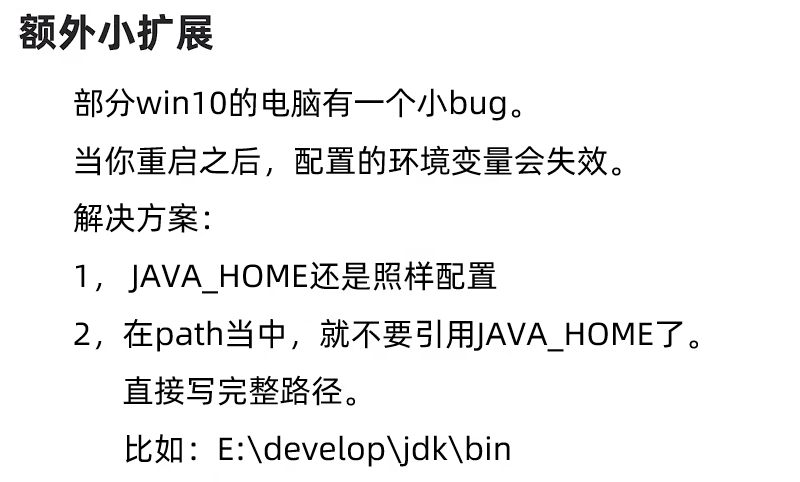 额外小扩展
部分win10的电脑有一个小bug。
当你重启之后，配置的环境变量会失效。
解决方案：
1， JAVA_HOME还是照样配置
2，在path当中，就不要引用JAVA_HOME了。
直接写完整路径。
比如：E:\develop\jdk\bin